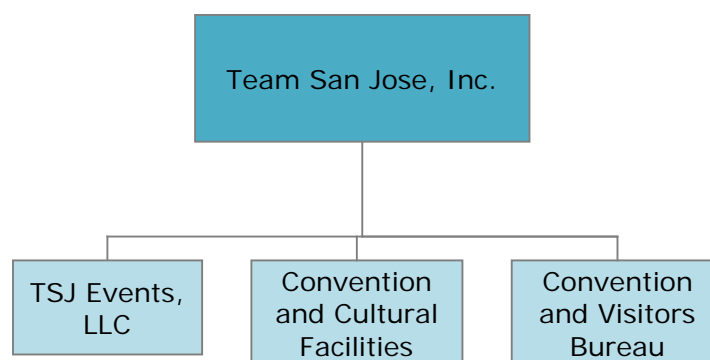 Team San Jose, Inc.
TSJ Events,
LLC
Convention
and Cultural
Facilities
Convention
and Visitors
Bureau